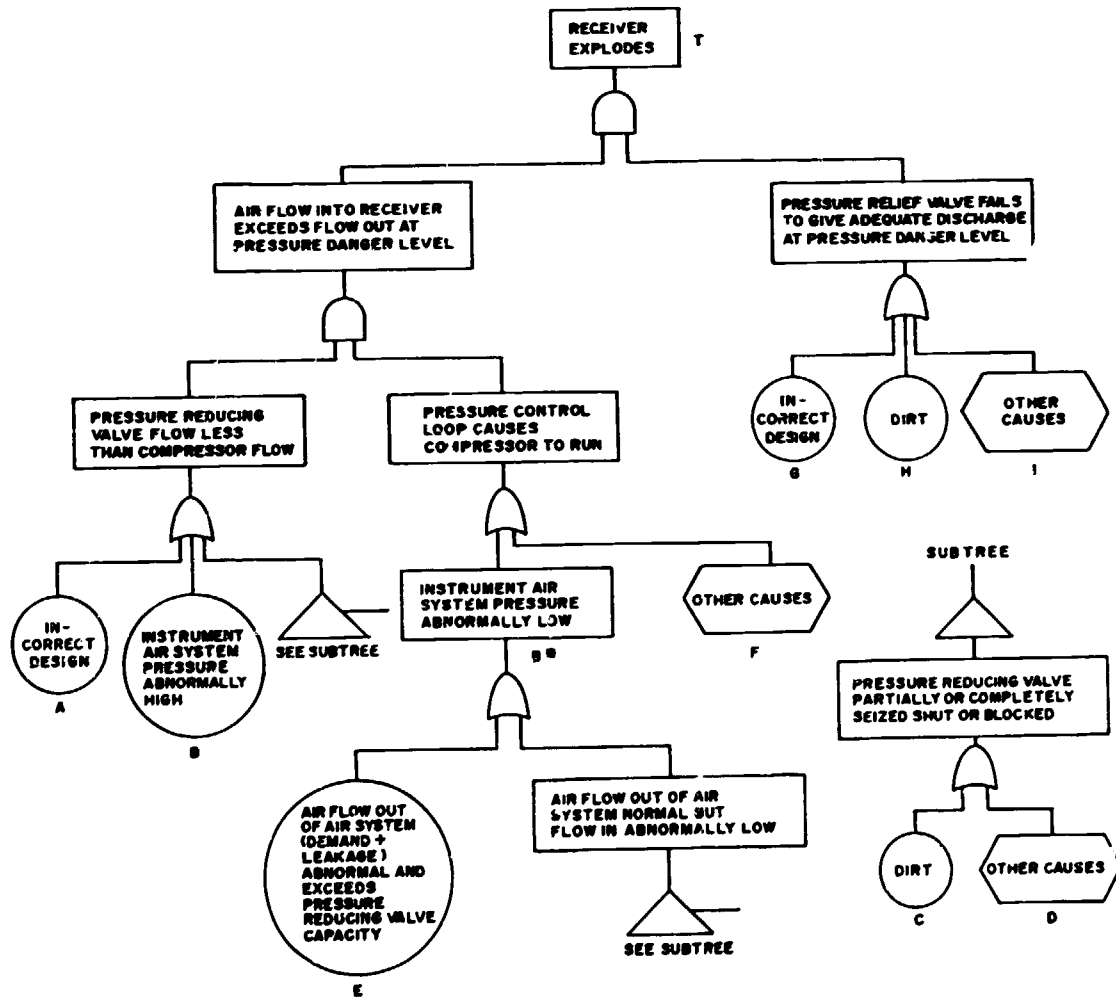 RECEIVER
EXPLODES
T
AIR FLOW INTO RECEIVER
EXCEEDS FLOW OUT AT
PRESSURE DANGER LEVEL
PRESSURE RELIEF VALVE FAILS
TO GIVE ADEQUATE DISCHARGE
AT PRESSURE DANGER LEVEL
PRESSURE REDUCING
VALVE FLOW LESS
THAN COMPRESSOR FLOW
PRESSURE CONTROL
LOOP CAUSES
COMPRESSOR TO RUN
IN-
CORRECT
DESIGN
G
DIRT
H
OTHER
CAUSES
I
IN-
CORRECT
DESIGN
A
INSTRUMENT
AIR SYSTEM
PRESSURE
ABNORMALLY
HIGH
B
SEE SUBTREE
INSTRUMENT AIR
SYSTEM PRESSURE
ABNORMALLY LOW
OTHER CAUSES
F
SUBTREE
PRESSURE REDUCING VALVE
PARTIALLY OR COMPLETELY
SEIZED SHUT OR BLOCKED
DIRT
C
OTHER CAUSES
D
AIR FLOW OUT
OF AIR SYSTEM
(DEMAND +
LEAKAGE)
ABNORMAL AND
EXCEEDS
PRESSURE
REDUCING VALVE
CAPACITY
E
AIR FLOW OUT OF AIR
SYSTEM NORMAL BUT
FLOW IN ABNORMALLY LOW
SEE SUBTREE